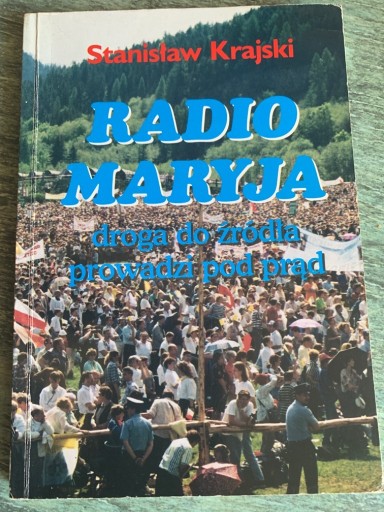 Stanisław Krajski
RADIO
MARYJA
droga do źródła
prowadzi pod prąd